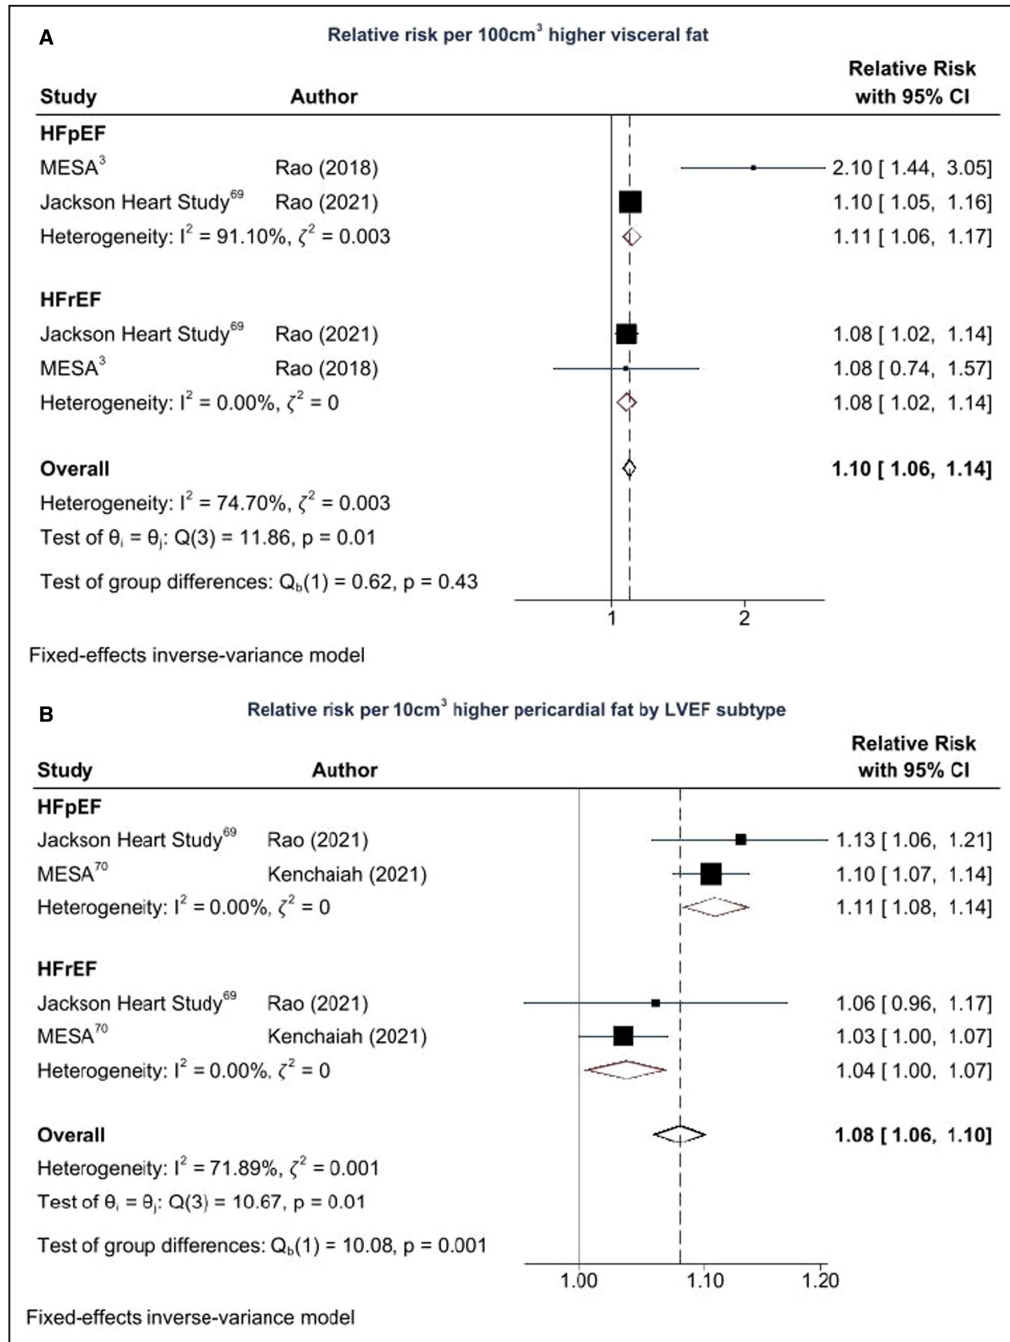 A
Relative risk per 100cm³ higher visceral fat
Relative Risk
Study Author with 95% CI
HFpEF
MESA³ Rao (2018) 2.10 [ 1.44, 3.05]
Jackson Heart Study⁶⁹ Rao (2021) 1.10 [ 1.05, 1.16]
Heterogeneity: I² = 91.10%, ζ² = 0.003 1.11 [ 1.06, 1.17]
HFrEF
Jackson Heart Study⁶⁹ Rao (2021) 1.08 [ 1.02, 1.14]
MESA³ Rao (2018) 1.08 [ 0.74, 1.57]
Heterogeneity: I² = 0.00%, ζ² = 0 1.08 [ 1.02, 1.14]
Overall 1.10 [ 1.06, 1.14]
Heterogeneity: I² = 74.70%, ζ² = 0.003
Test of θᵢ = θⱼ: Q(3) = 11.86, p = 0.01
Test of group differences: Q_b(1) = 0.62, p = 0.43
1 2
Fixed-effects inverse-variance model
B
Relative risk per 10cm³ higher pericardial fat by LVEF subtype
Relative Risk
Study Author with 95% CI
HFpEF
Jackson Heart Study⁶⁹ Rao (2021) 1.13 [ 1.06, 1.21]
MESA⁷⁰ Kenchaiah (2021) 1.10 [ 1.07, 1.14]
Heterogeneity: I² = 0.00%, ζ² = 0 1.11 [ 1.08, 1.14]
HFrEF
Jackson Heart Study⁶⁹ Rao (2021) 1.06 [ 0.96, 1.17]
MESA⁷⁰ Kenchaiah (2021) 1.03 [ 1.00, 1.07]
Heterogeneity: I² = 0.00%, ζ² = 0 1.04 [ 1.00, 1.07]
Overall 1.08 [ 1.06, 1.10]
Heterogeneity: I² = 71.89%, ζ² = 0.001
Test of θᵢ = θⱼ: Q(3) = 10.67, p = 0.01
Test of group differences: Q_b(1) = 10.08, p = 0.001
1.00 1.10 1.20
Fixed-effects inverse-variance model